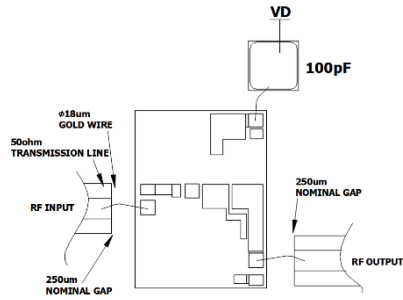 VD
100pF
ø18um
GOLD WIRE
50ohm
TRANSMISSION LINE
250um
NOMINAL GAP
RF INPUT
RF OUTPUT
250um
NOMINAL GAP